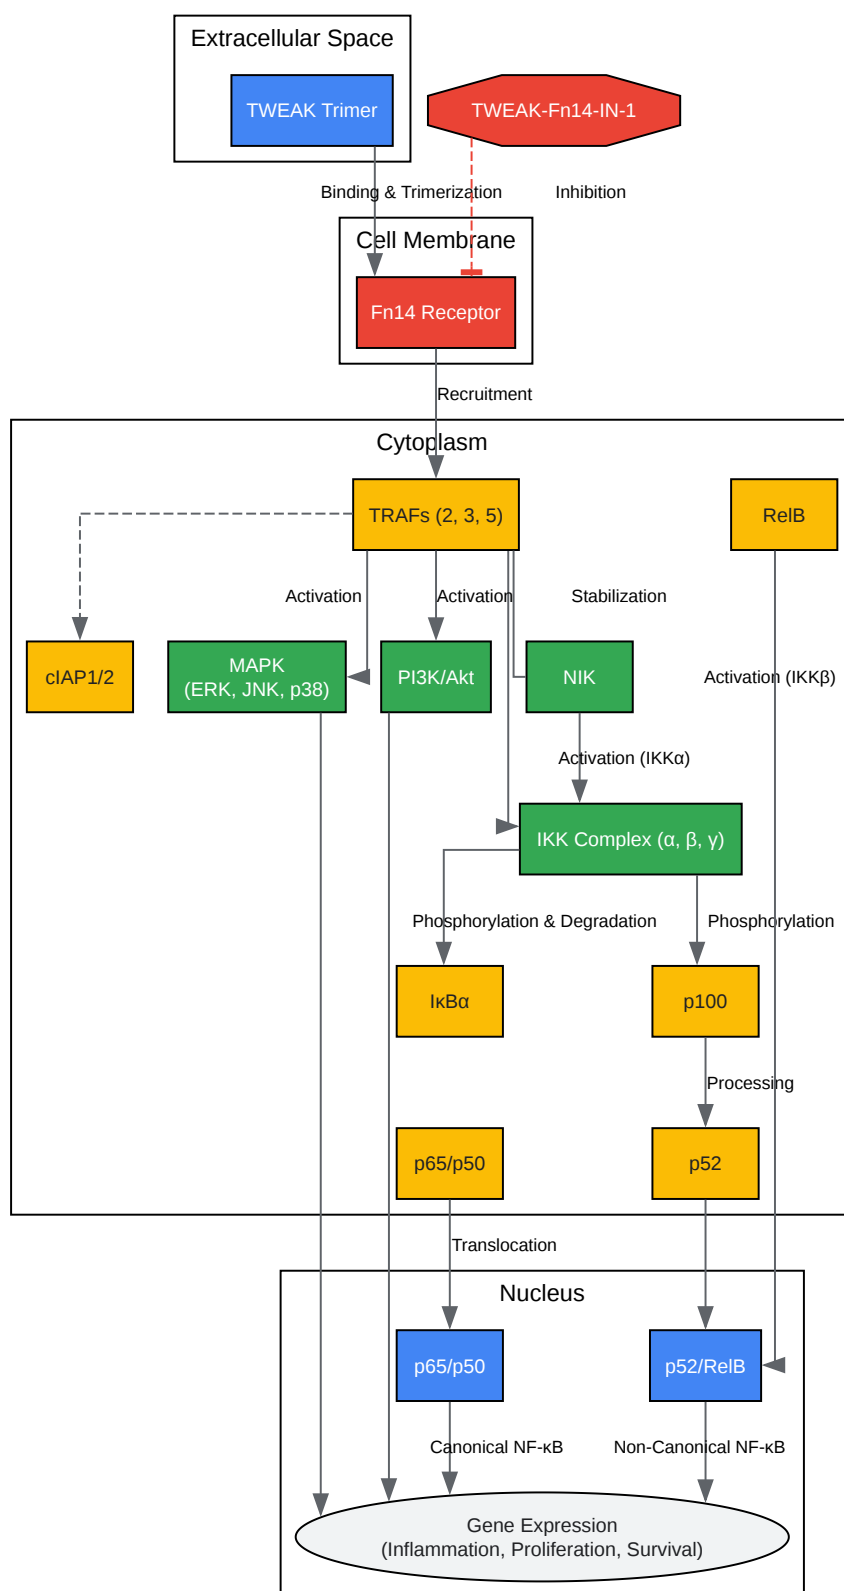 Extracellular Space
TWEAK Trimer
TWEAK-Fn14-IN-1
Binding & Trimerization
Inhibition
Cell Membrane
Fn14 Receptor
Recruitment
Cytoplasm
TRAFs (2, 3, 5)
RelB
Activation
Activation
Stabilization
cIAP1/2
MAPK
(ERK, JNK, p38)
PI3K/Akt
NIK
Activation (IKKβ)
Activation (IKKα)
IKK Complex (α, β, γ)
Phosphorylation & Degradation
Phosphorylation
IκBα
p100
Processing
p65/p50
p52
Translocation
Nucleus
p65/p50
p52/RelB
Canonical NF-κB
Non-Canonical NF-κB
Gene Expression
(Inflammation, Proliferation, Survival)